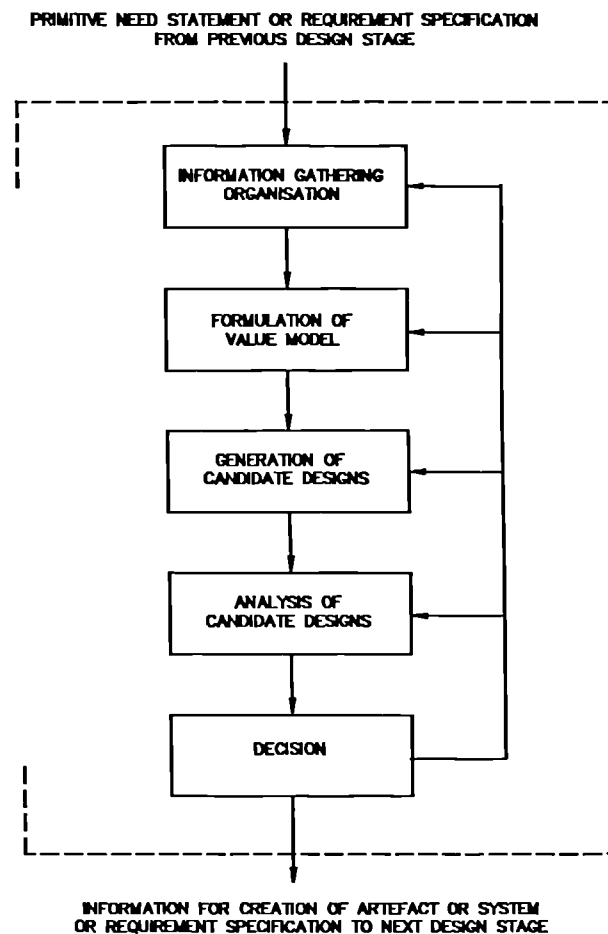 PRIMITIVE NEED STATEMENT OR REQUIREMENT SPECIFICATION
FROM PREVIOUS DESIGN STAGE
INFORMATION GATHERING
ORGANISATION
FORMULATION OF
VALUE MODEL
GENERATION OF
CANDIDATE DESIGNS
ANALYSIS OF
CANDIDATE DESIGNS
DECISION
INFORMATION FOR CREATION OF ARTEFACT OR SYSTEM
OR REQUIREMENT SPECIFICATION TO NEXT DESIGN STAGE